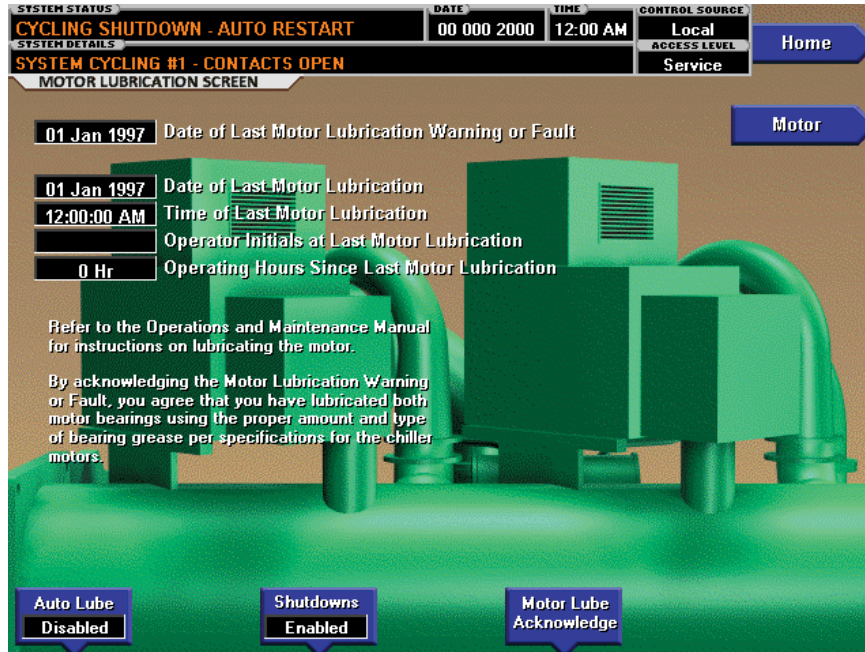 SYSTEM STATUS
CYCLING SHUTDOWN - AUTO RESTART
DATE
00 000 2000
TIME
12:00 AM
CONTROL SOURCE
Local
Home
SYSTEM DETAILS
SYSTEM CYCLING #1 - CONTACTS OPEN
ACCESS LEVEL
Service
MOTOR LUBRICATION SCREEN
Motor
01 Jan 1997 Date of Last Motor Lubrication Warning or Fault
01 Jan 1997 Date of Last Motor Lubrication
12:00:00 AM Time of Last Motor Lubrication
Operator Initials at Last Motor Lubrication
0 Hr Operating Hours Since Last Motor Lubrication
Refer to the Operations and Maintenance Manual
for instructions on lubricating the motor.
By acknowledging the Motor Lubrication Warning
or Fault, you agree that you have lubricated both
motor bearings using the proper amount and type
of bearing grease per specifications for the chiller
motors.
Auto Lube
Disabled
Shutdowns
Enabled
Motor Lube
Acknowledge